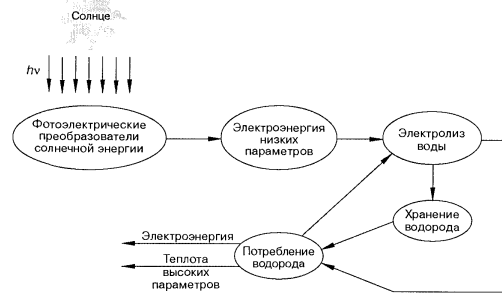 Солнце
hν
Фотоэлектрические
преобразователи
солнечной энергии
Электроэнергия
низких
параметров
Электролиз
воды
Хранение
водорода
Потребление
водорода
Электроэнергия
Теплота
высоких
параметров